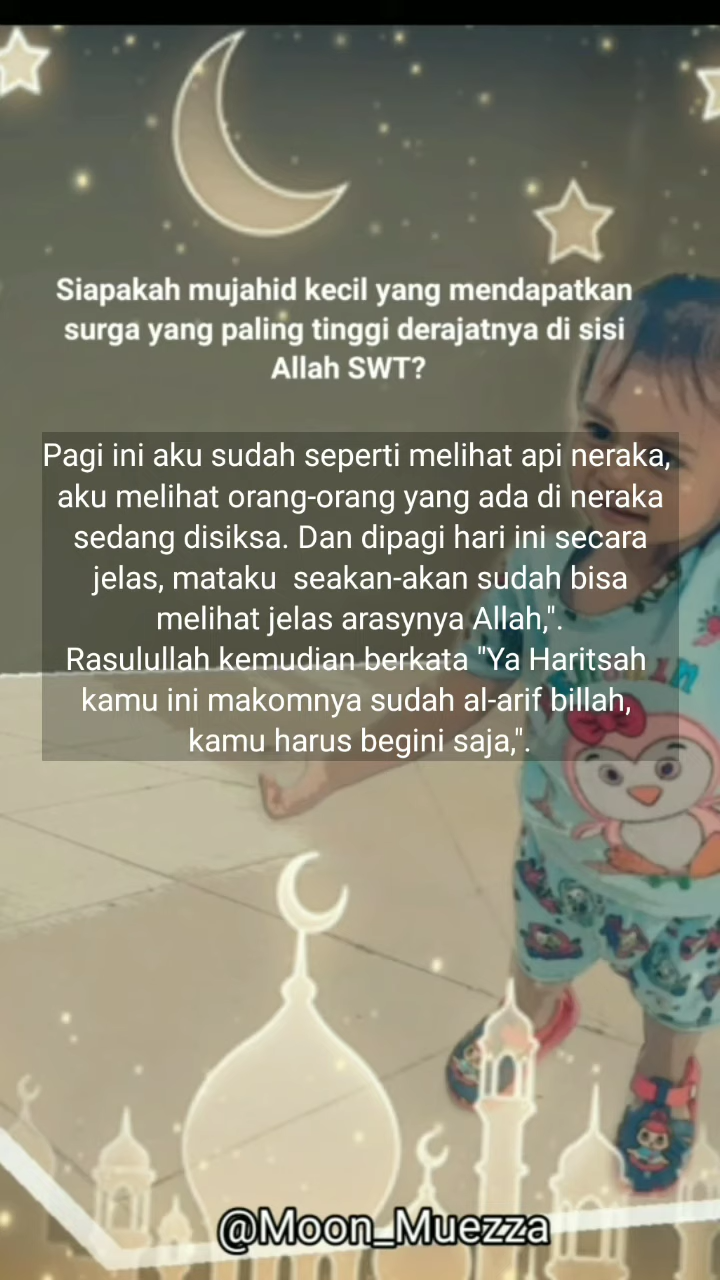 Siapakah mujahid kecil yang mendapatkan
surga yang paling tinggi derajatnya di sisi
Allah SWT?
Pagi ini aku sudah seperti melihat api neraka,
aku melihat orang-orang yang ada di neraka
sedang disiksa. Dan dipagi hari ini secara
jelas, mataku  seakan-akan sudah bisa
melihat jelas arasynya Allah,".
Rasulullah kemudian berkata "Ya Haritsah
kamu ini makomnya sudah al-arif billah,
kamu harus begini saja,".
@Moon_Muezza